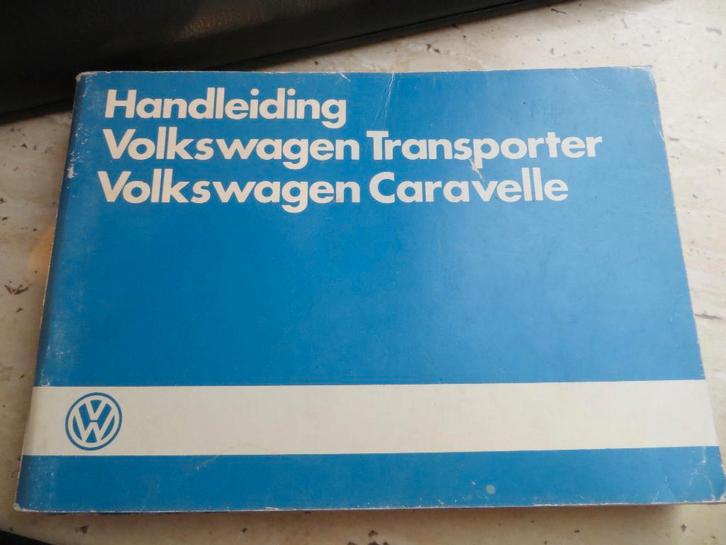 Handleiding
Volkswagen Transporter
Volkswagen Caravelle
VW